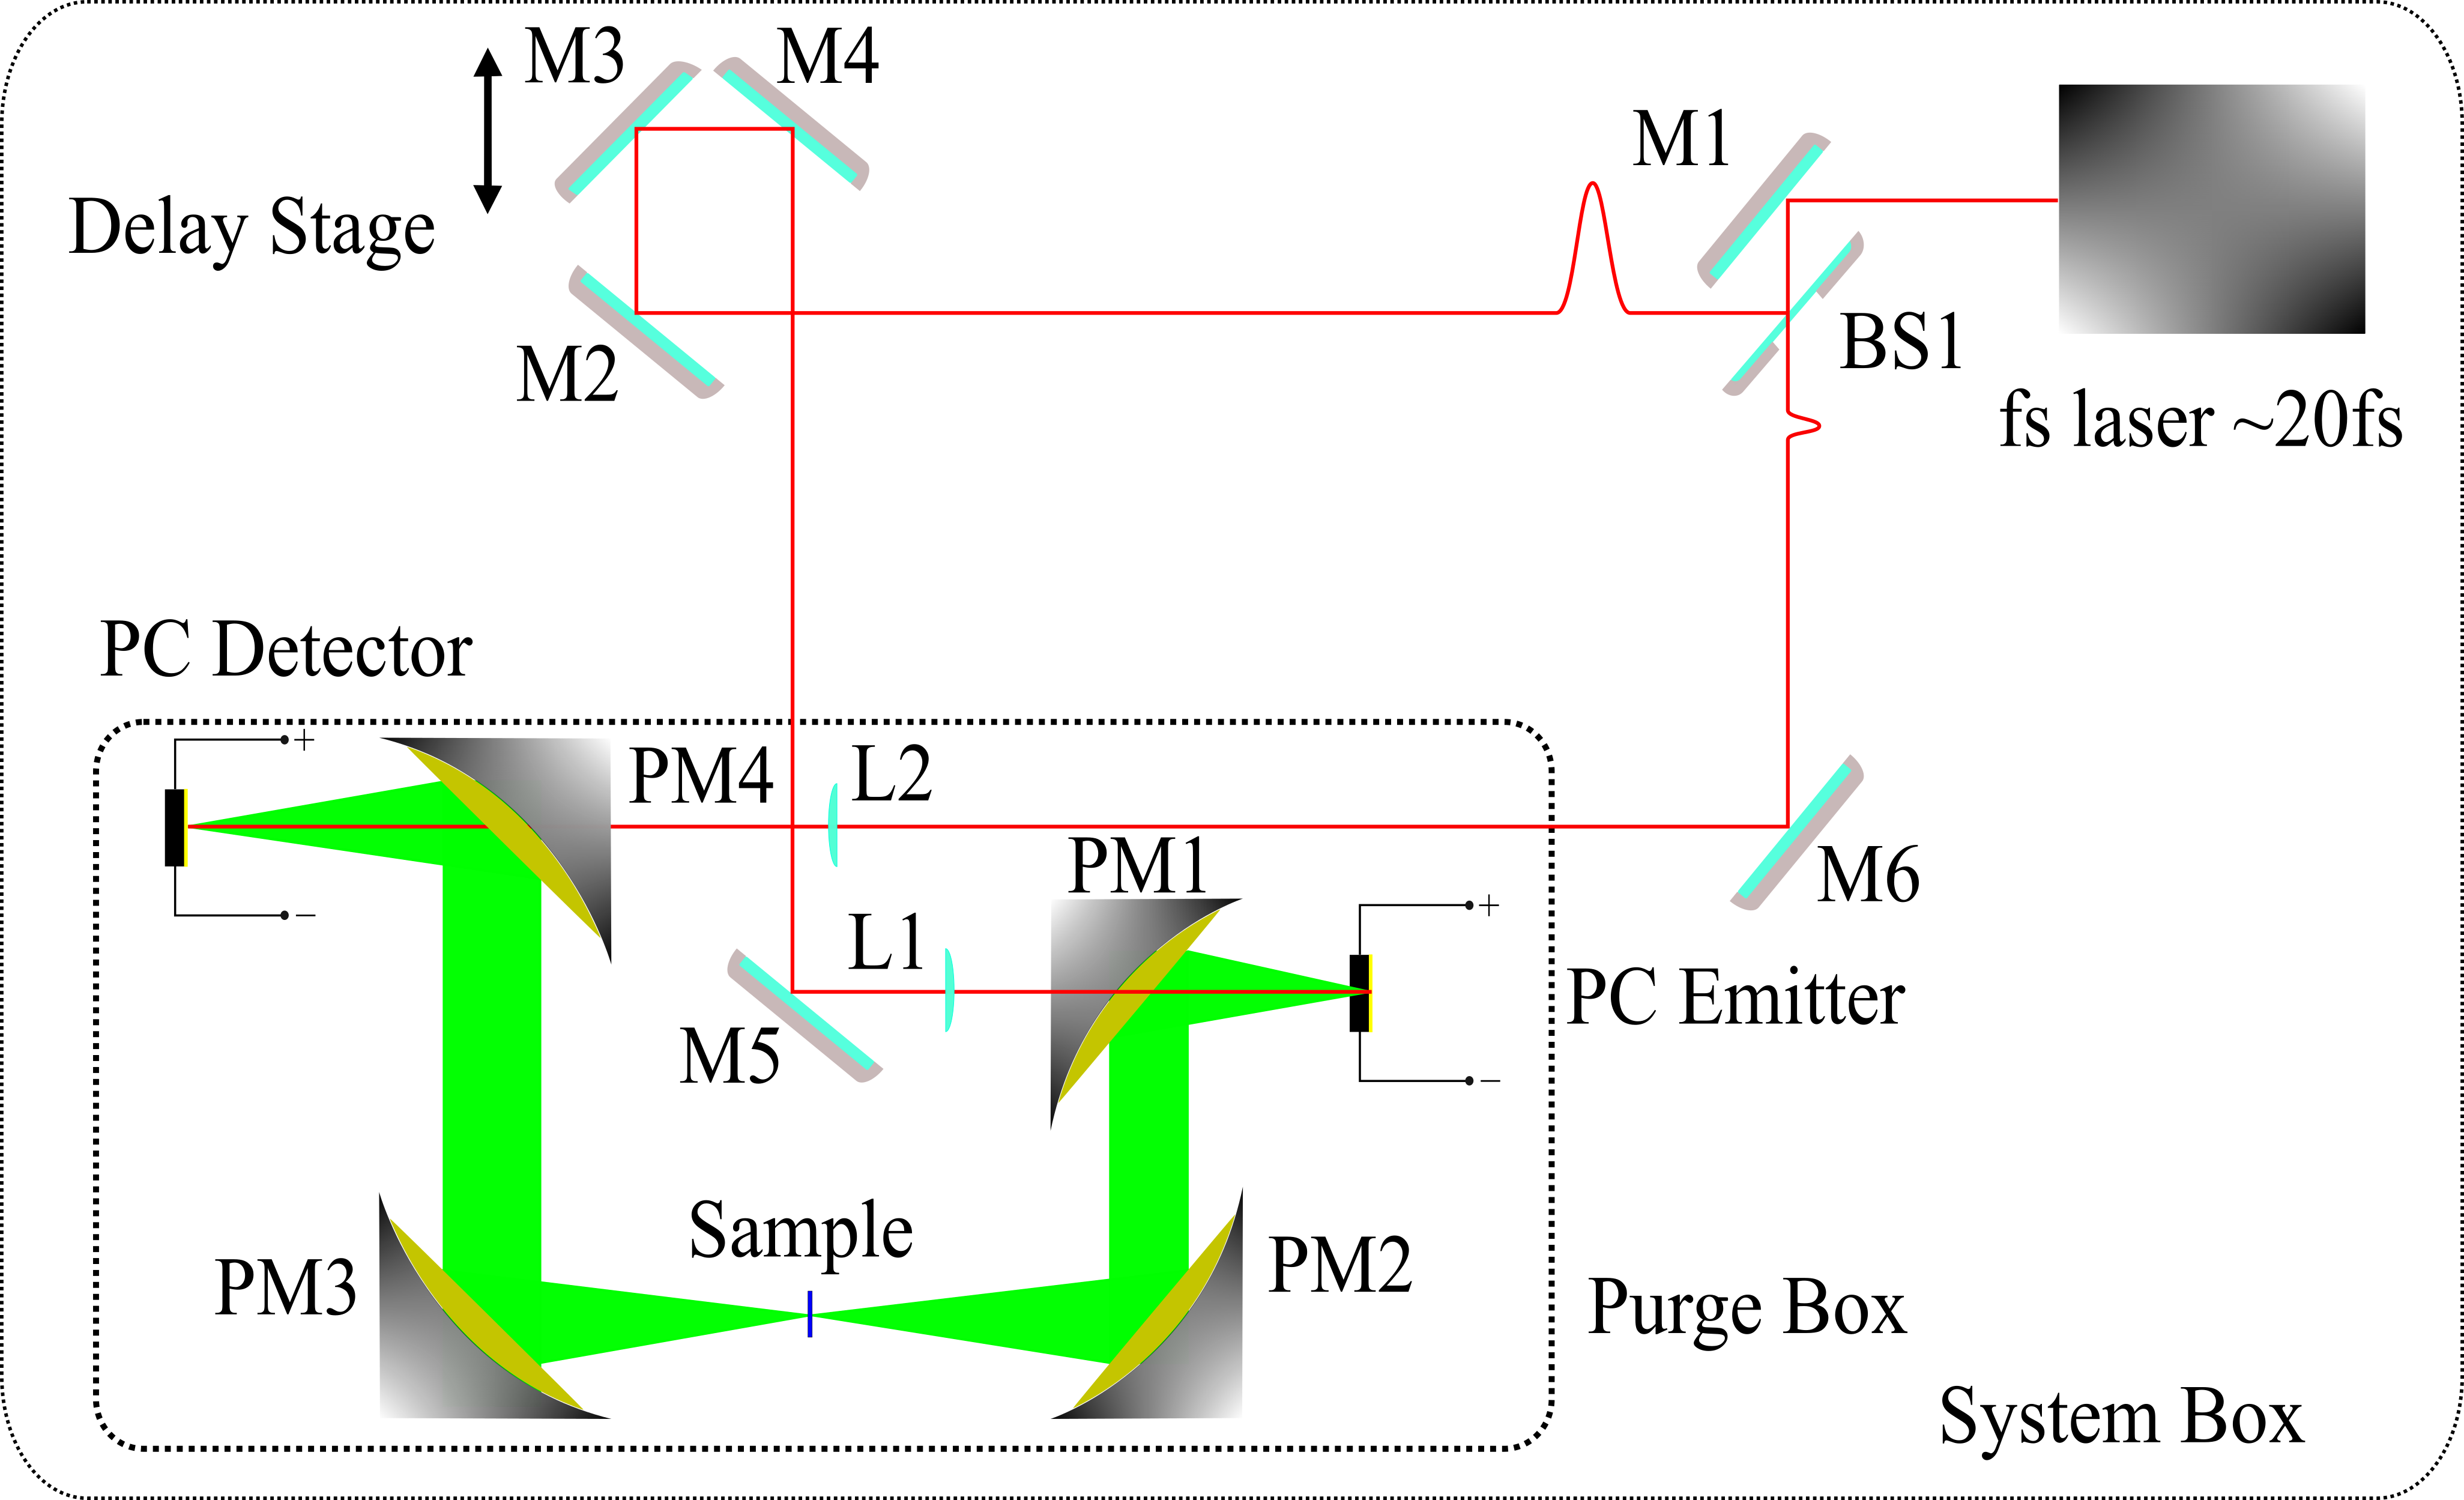 M3
M4
M1
Delay Stage
BS1
M2
fs laser ~20fs
PC Detector
+
PM4
L2
PM1
M6
+
−
L1
PC Emitter
M5
−
Sample
PM3
PM2
Purge Box
System Box